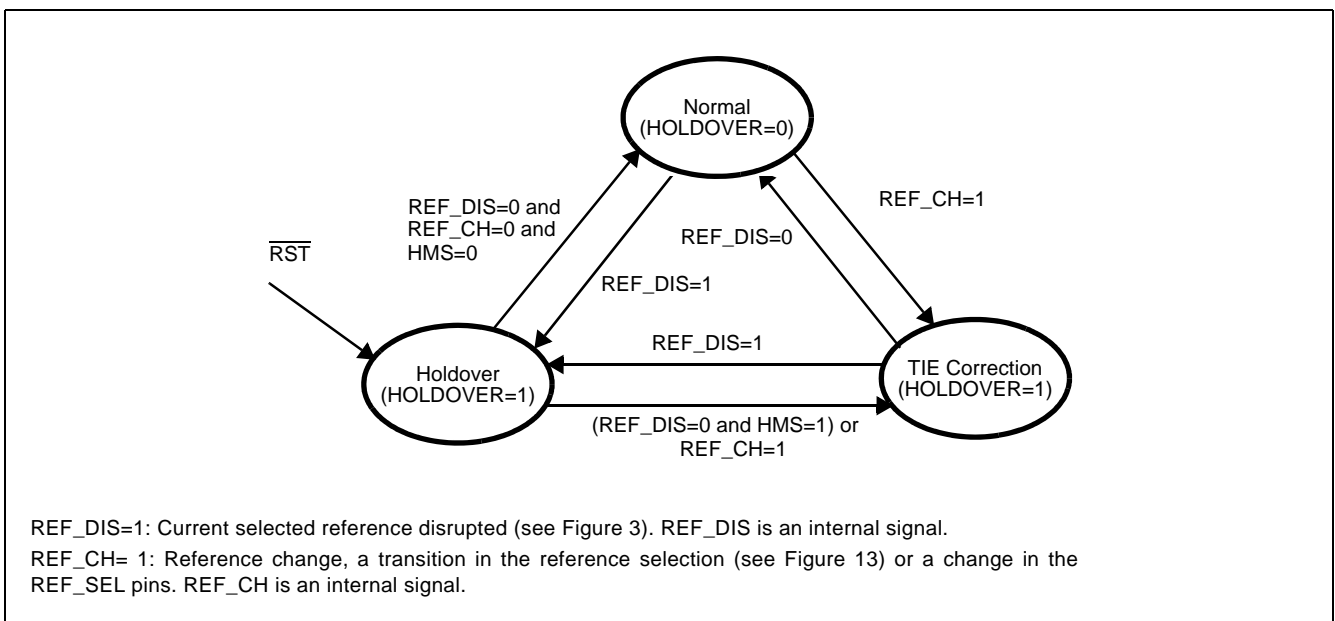 Normal
(HOLDOVER=0)
REF_CH=1
REF_DIS=0 and
REF_CH=0 and
HMS=0
REF_DIS=0
RST
REF_DIS=1
REF_DIS=1
Holdover
(HOLDOVER=1)
TIE Correction
(HOLDOVER=1)
(REF_DIS=0 and HMS=1) or
REF_CH=1
REF_DIS=1: Current selected reference disrupted (see Figure 3). REF_DIS is an internal signal.
REF_CH= 1: Reference change, a transition in the reference selection (see Figure 13) or a change in the
REF_SEL pins. REF_CH is an internal signal.